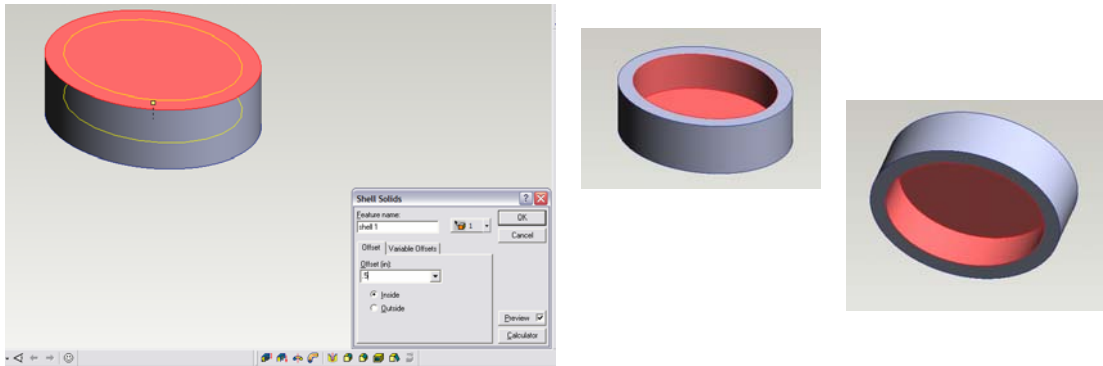 Shell Solids
Feature name:
shell 1
1
OK
Cancel
Offset
Variable Offsets
Offset (in)
.5
Inside
Outside
Preview
Calculator